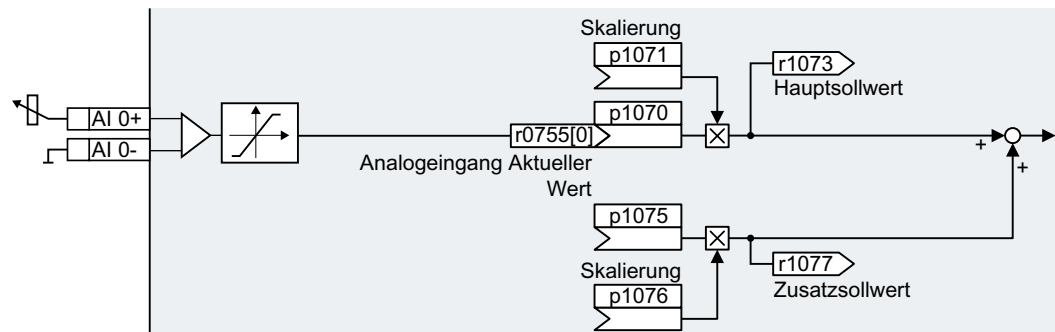 Skalierung
p1071
r1073
Hauptsollwert
p1070
AI 0+
r0755[0]
AI 0-
Analogeingang Aktueller
Wert
+
+
p1075
r1077
Skalierung
Zusatzsollwert
p1076